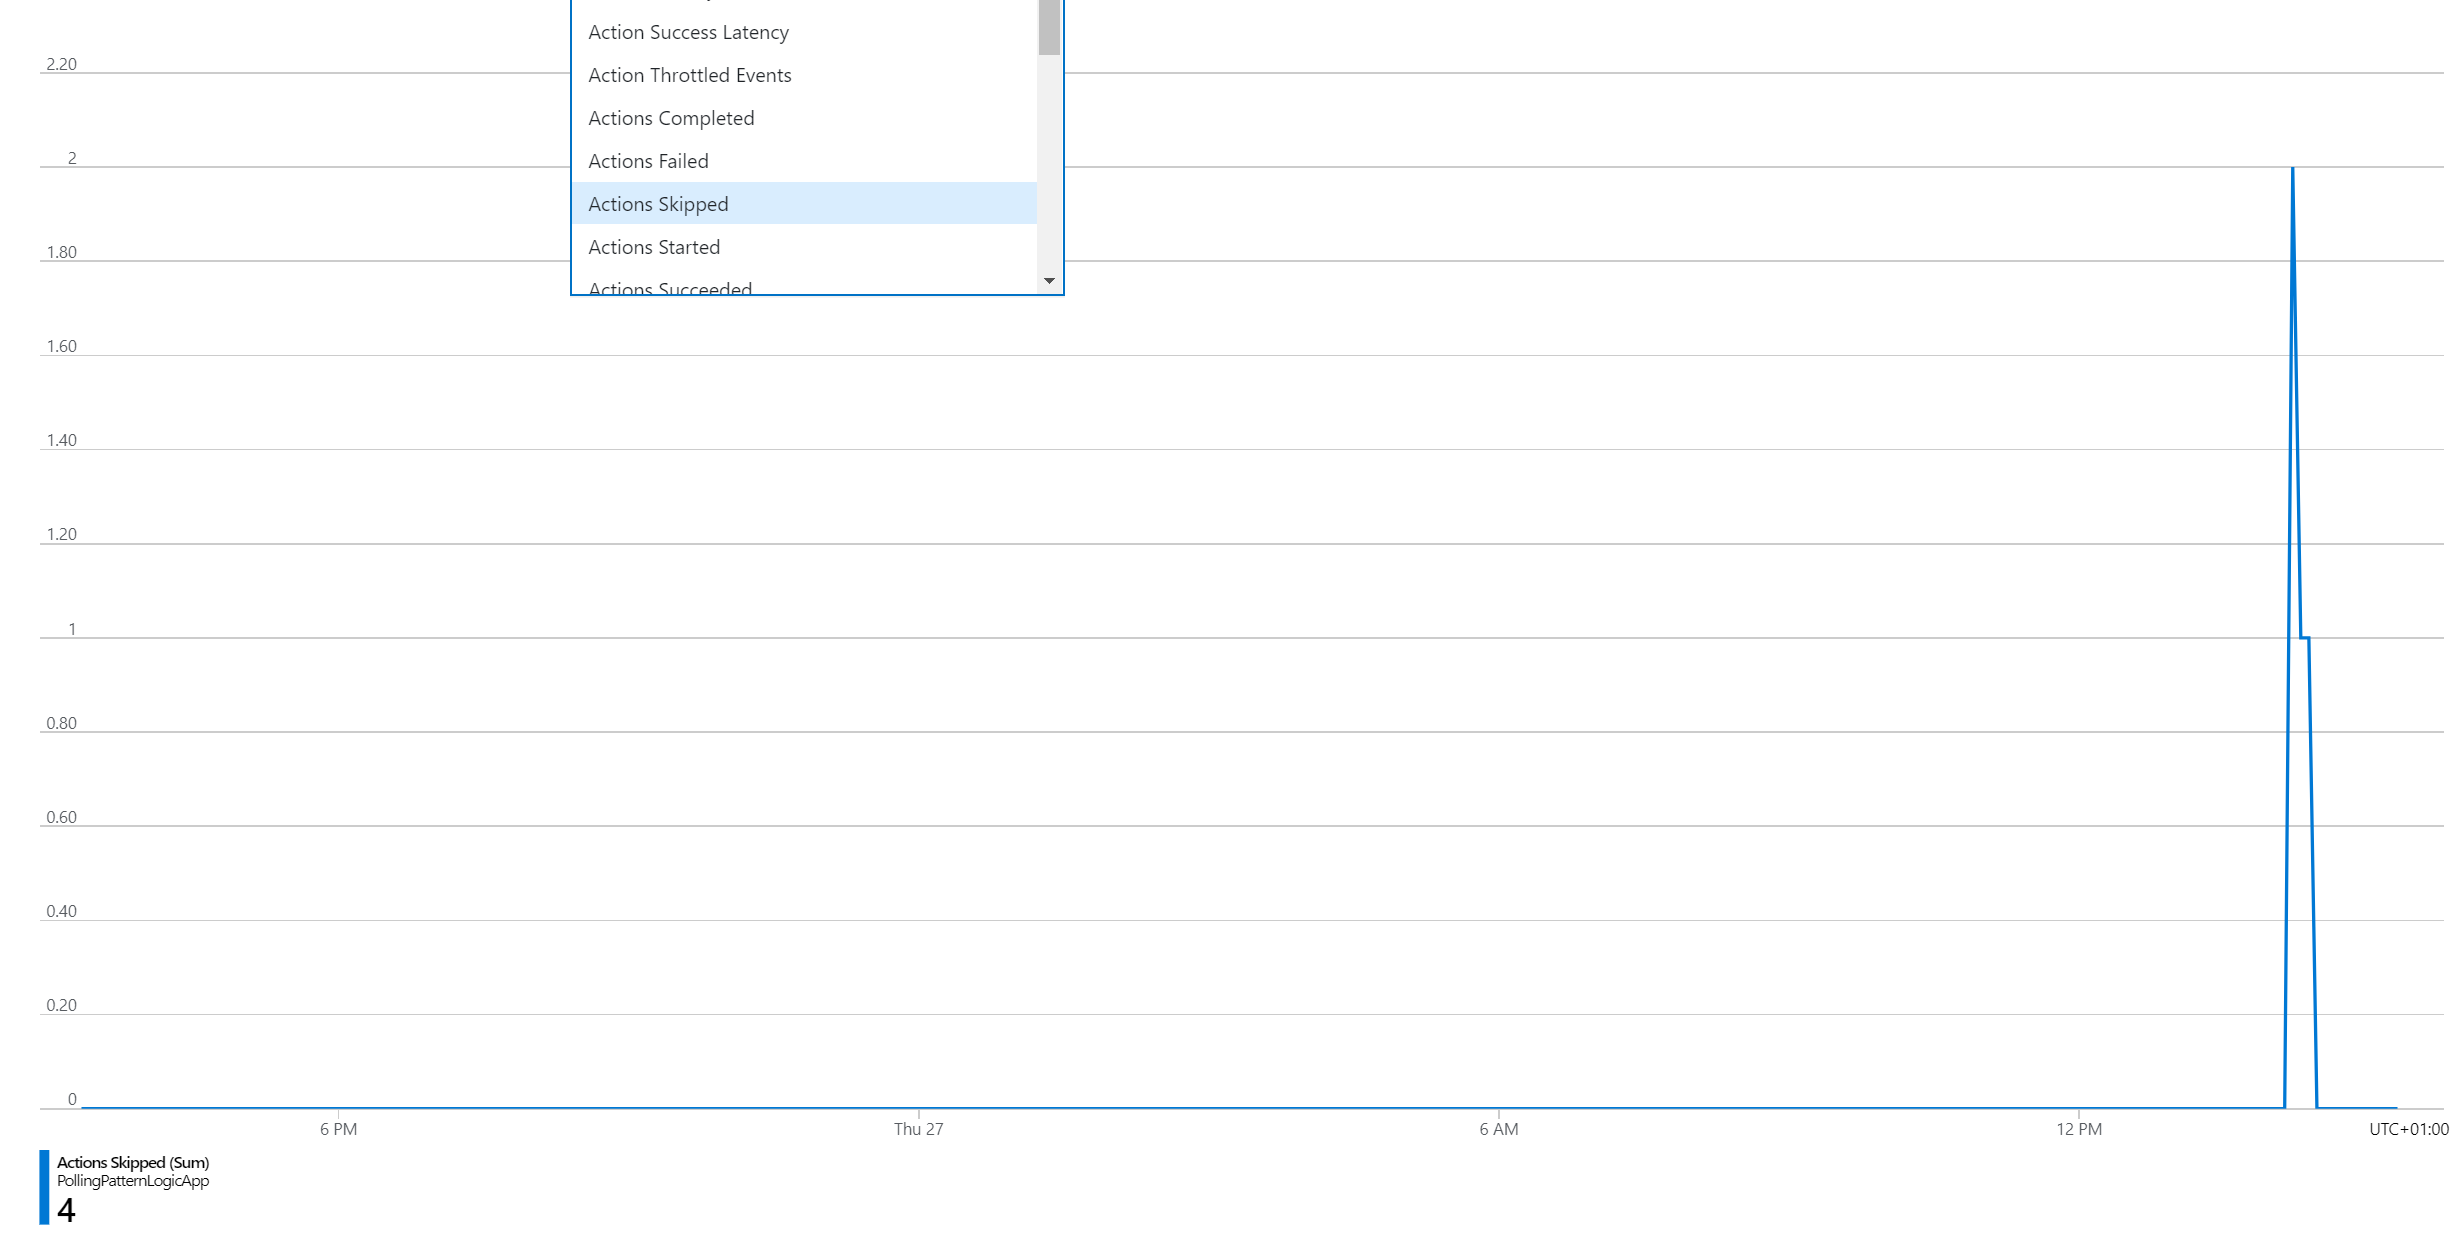 Action Success Latency
Action Throttled Events
Actions Completed
Actions Failed
Actions Skipped
Actions Started
Actions Succeeded
2.20
2
1.80
1.60
1.40
1.20
1
0.80
0.60
0.40
0.20
0
6 PM
Thu 27
6 AM
12 PM
UTC+01:00
Actions Skipped (Sum)
PollingPatternLogicApp
4